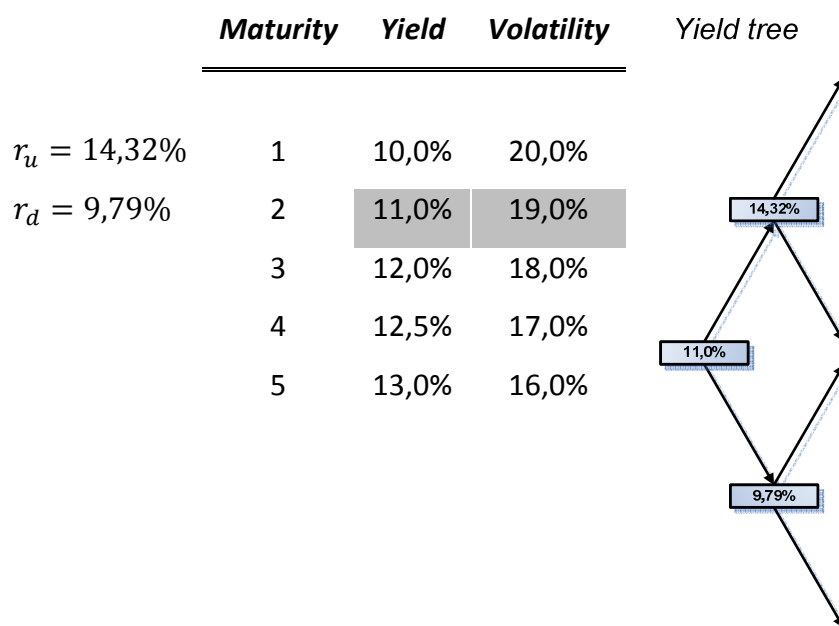 Maturity Yield Volatility Yield tree
r_u = 14,32% 1 10,0% 20,0%
r_d = 9,79% 2 11,0% 19,0% 14,32%
3 12,0% 18,0%
4 12,5% 17,0% 11,0%
5 13,0% 16,0%
9,79%